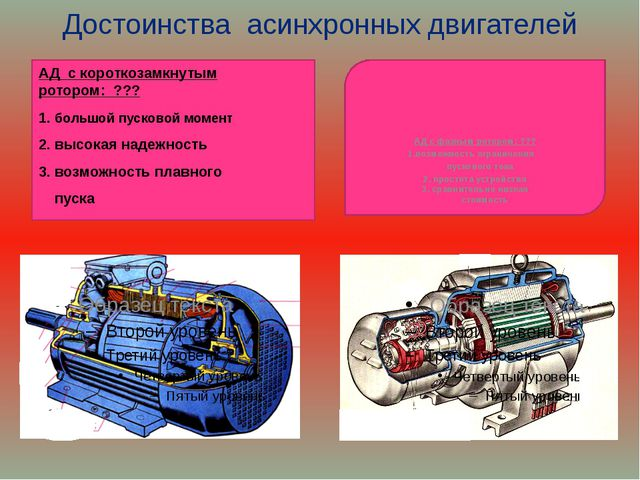 Достоинства асинхронных двигателей
АД с короткозамкнутым
ротором: ???
1. большой пусковой момент
2. высокая надежность
3. возможность плавного
пуска
АД с фазным ротором: ???
1.возможность ограничения
пускового тока
2. простота устройства
3. сравнительно низкая
стоимость
Образец текста
– Второй уровень
Третий уровень
Четвертый уровень
Пятый уровень
• Образец текста
– Второй уровень
Третий уровень
Четвертый уровень
Пятый уровень